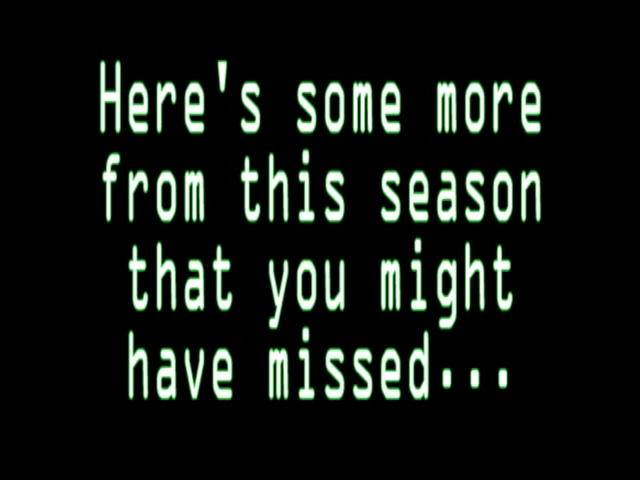 Here's some more
from this season
that you might
have missed...